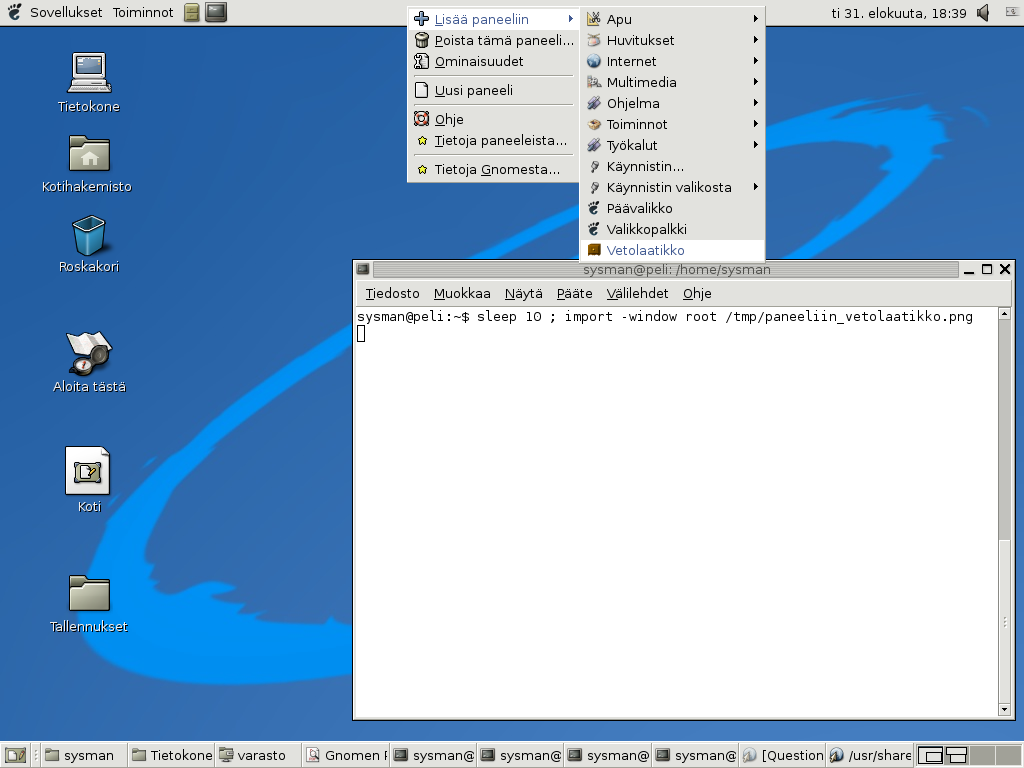 Sovellukset Toiminnot
ti 31. elokuuta, 18:39
Lisää paneeliin
Poista tämä paneeli...
Ominaisuudet
Uusi paneeli
Ohje
Tietoja paneeleista...
Tietoja Gnomesta...
Apu
Huvitukset
Internet
Multimedia
Ohjelma
Toiminnot
Työkalut
Käynnistin...
Käynnistin valikosta
Päävalikko
Valikkopalkki
Vetolaatikko
Tietokone
Kotihakemisto
Roskakori
Aloita tästä
Koti
Tallennukset
sysman@peli: /home/sysman
Tiedosto Muokkaa Näytä Pääte Välilehdet Ohje
sysman@peli:~$ sleep 10 ; import -window root /tmp/paneeliin_vetolaatikko.png
sysman Tietokone varasto Gnomen sysman@ sysman@ sysman@ sysman@ [Question /usr/share